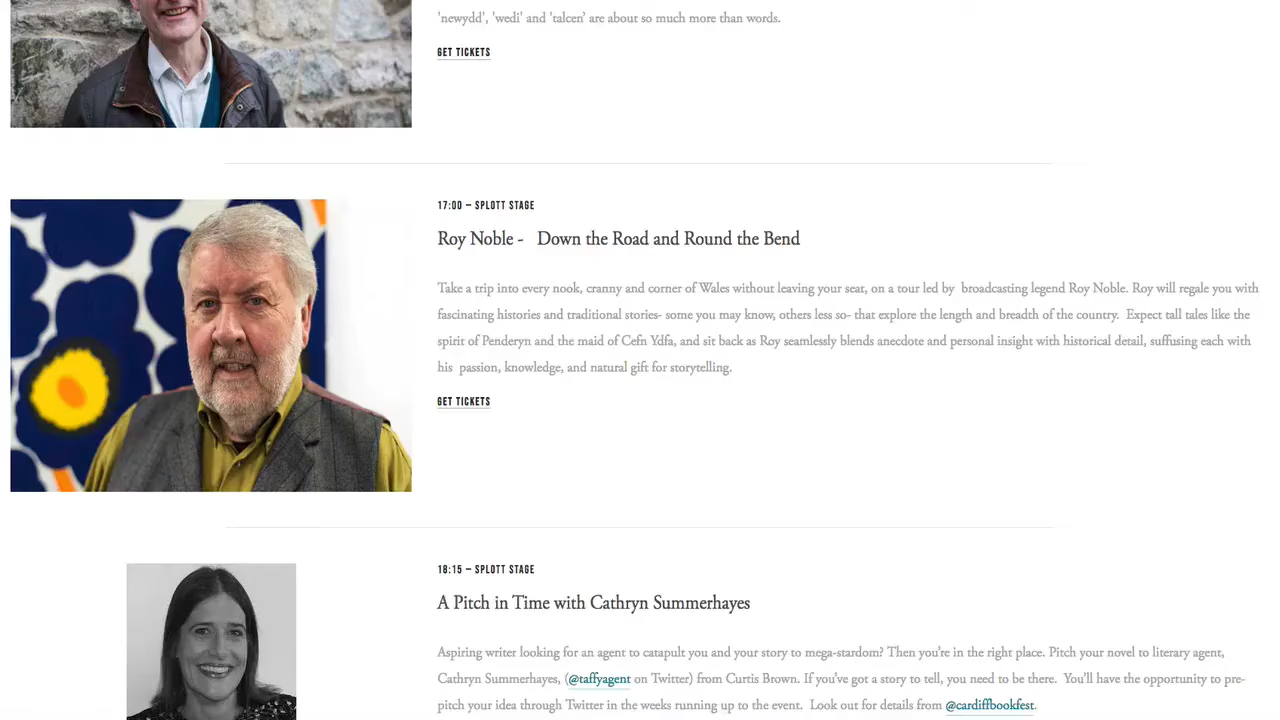 'newydd', 'wedi' and 'talcen' are about so much more than words.
GET TICKETS
17:00 – SPLOTT STAGE
Roy Noble - Down the Road and Round the Bend
Take a trip into every nook, cranny and corner of Wales without leaving your seat, on a tour led by broadcasting legend Roy Noble. Roy will regale you with
fascinating histories and traditional stories- some you may know, others less so- that explore the length and breadth of the country. Expect tall tales like the
spirit of Penderyn and the maid of Cefn Ydfa, and sit back as Roy seamlessly blends anecdote and personal insight with historical detail, suffusing each with
his passion, knowledge, and natural gift for storytelling.
GET TICKETS
18:15 – SPLOTT STAGE
A Pitch in Time with Cathryn Summerhayes
Aspiring writer looking for an agent to catapult you and your story to mega-stardom? Then you're in the right place. Pitch your novel to literary agent,
Cathryn Summerhayes, (@taffyagent on Twitter) from Curtis Brown. If you've got a story to tell, you need to be there. You'll have the opportunity to pre-
pitch your idea through Twitter in the weeks running up to the event. Look out for details from @cardiffbookfest.